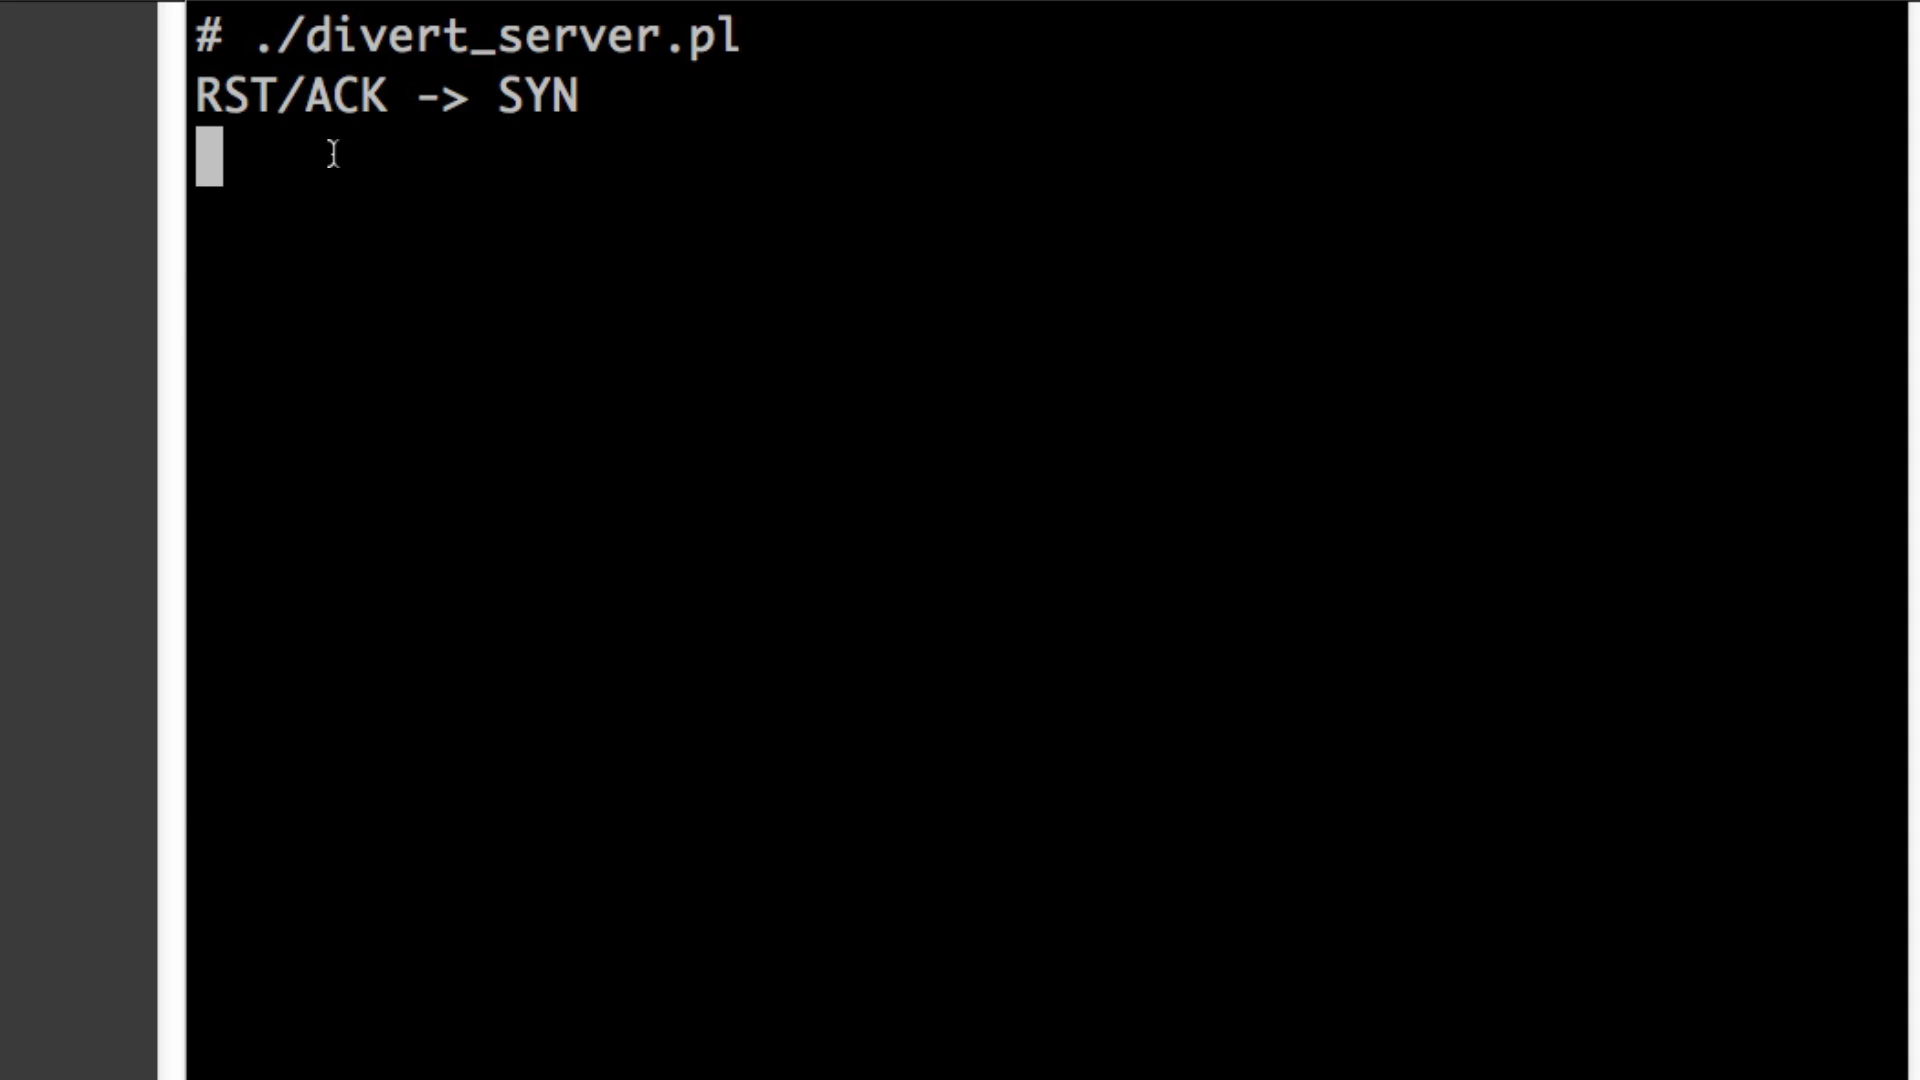 # ./divert_server.pl
RST/ACK -> SYN